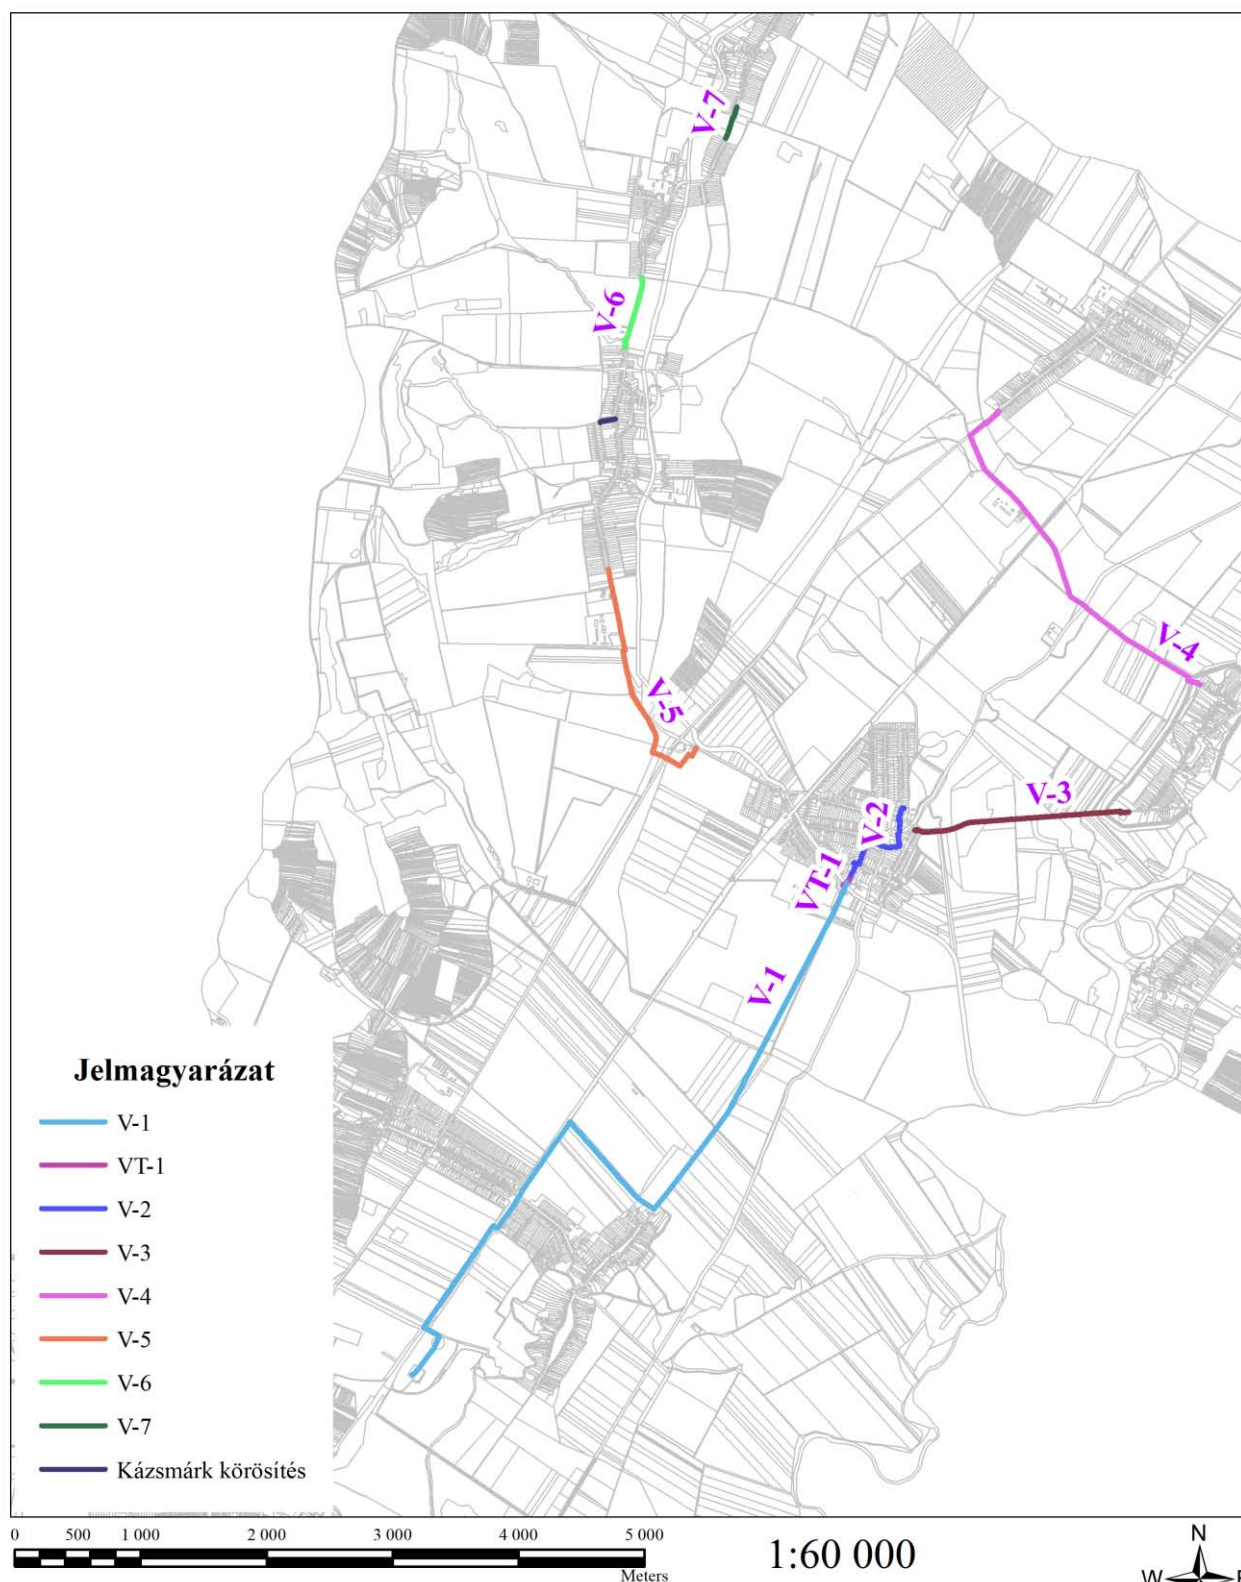 V-7
V-6
V-4
V-5
V-3
V-2
VT-1
V-1
Jelmagyarázat
V-1
VT-1
V-2
V-3
V-4
V-5
V-6
V-7
Kázsmárk körösítés
0 500 1 000 2 000 3 000 4 000 5 000
Meters
1:60 000
N
W E